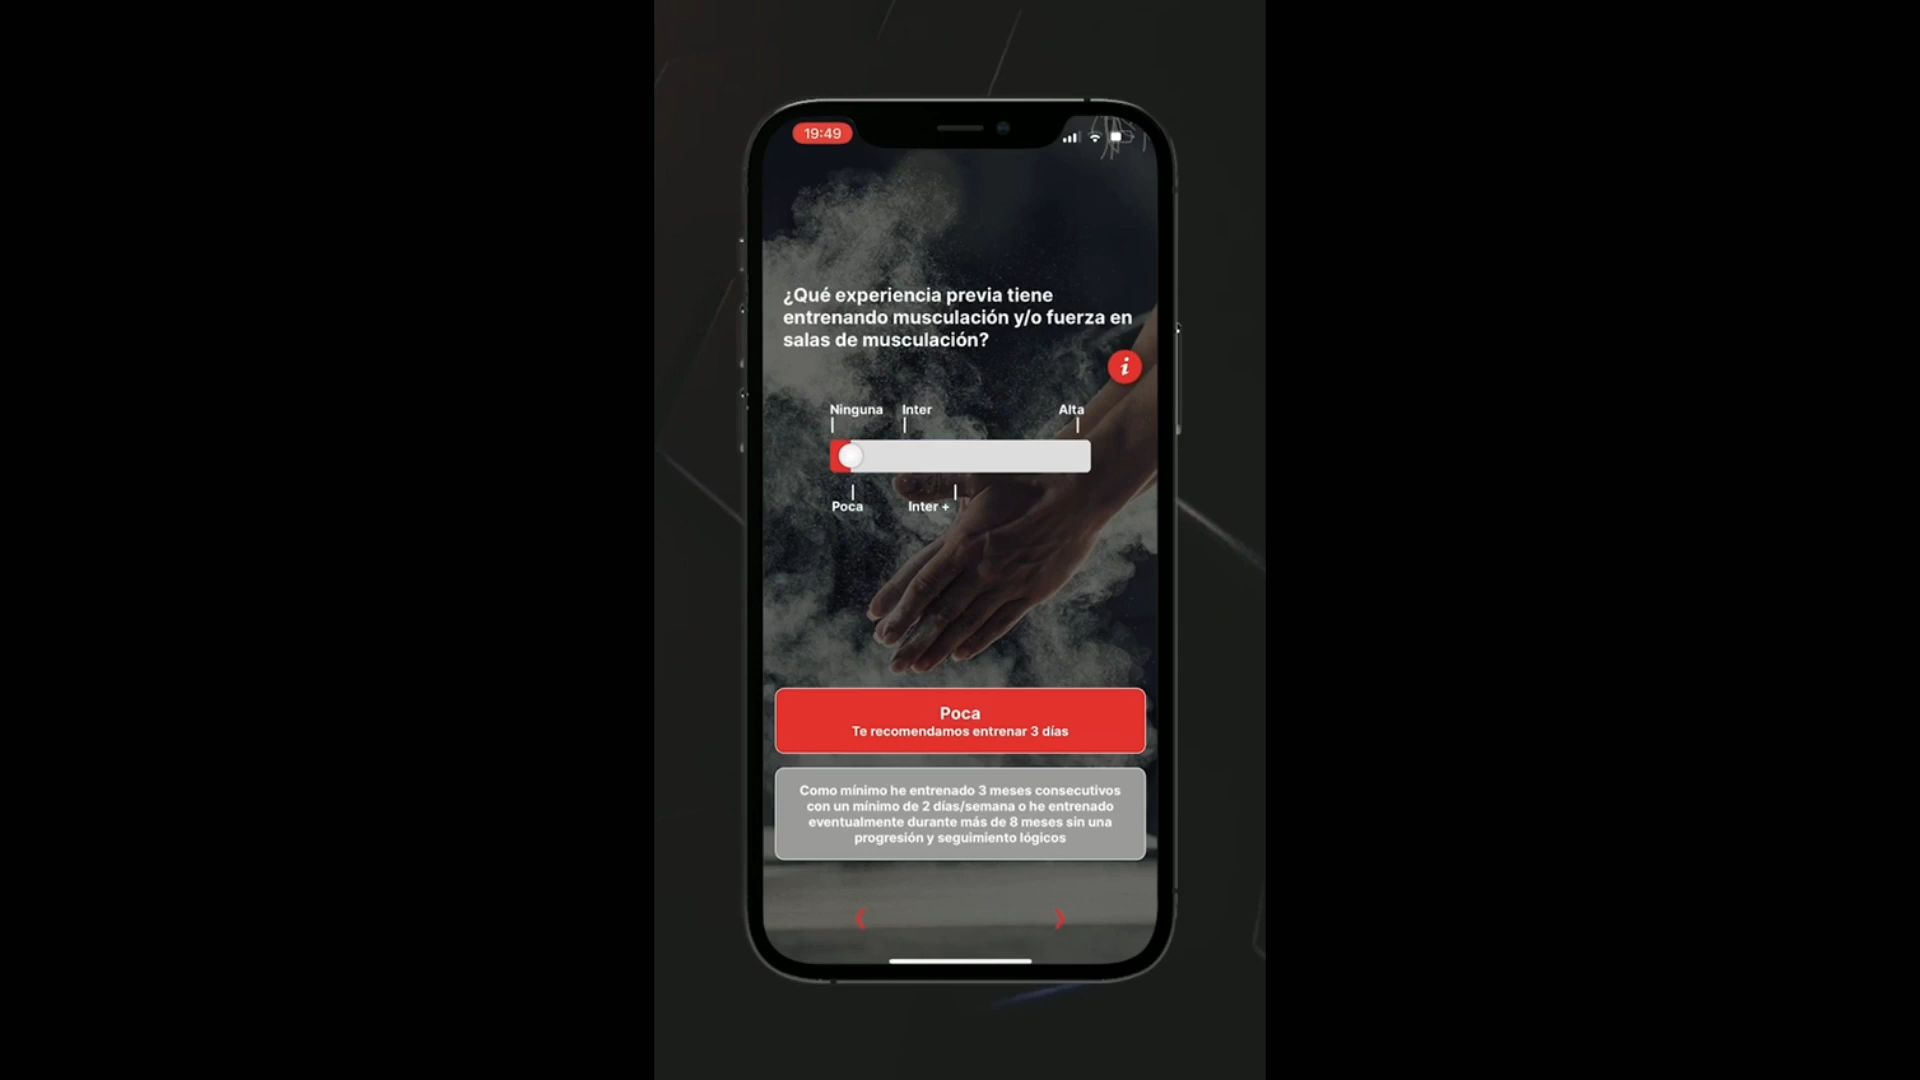 19:49
¿Qué experiencia previa tiene
entrenando musculación y/o fuerza en
salas de musculación?
i
Ninguna Inter Alta
Poca Inter +
Poca
Te recomendamos entrenar 3 días
Como mínimo he entrenado 3 meses consecutivos
con un mínimo de 2 días/semana o he entrenado
eventualmente durante más de 8 meses sin una
progresión y seguimiento lógicos